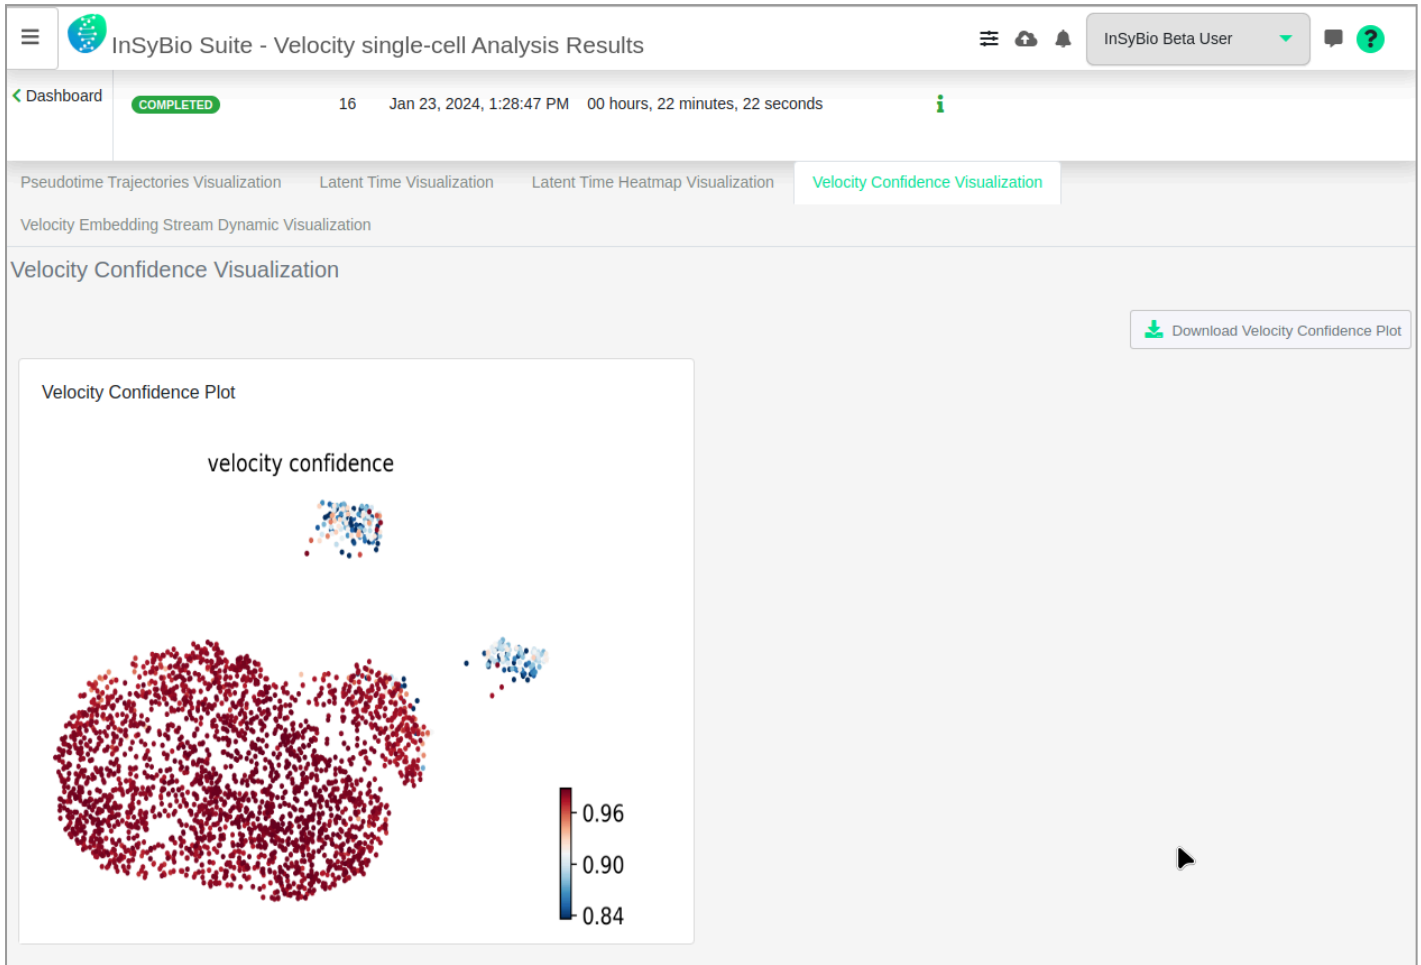 InSyBio Suite - Velocity single-cell Analysis Results
InSyBio Beta User
?
Dashboard
COMPLETED 16 Jan 23, 2024, 1:28:47 PM 00 hours, 22 minutes, 22 seconds
Pseudotime Trajectories Visualization Latent Time Visualization Latent Time Heatmap Visualization Velocity Confidence Visualization
Velocity Embedding Stream Dynamic Visualization
Velocity Confidence Visualization
Download Velocity Confidence Plot
Velocity Confidence Plot
velocity confidence
0.96
0.90
0.84